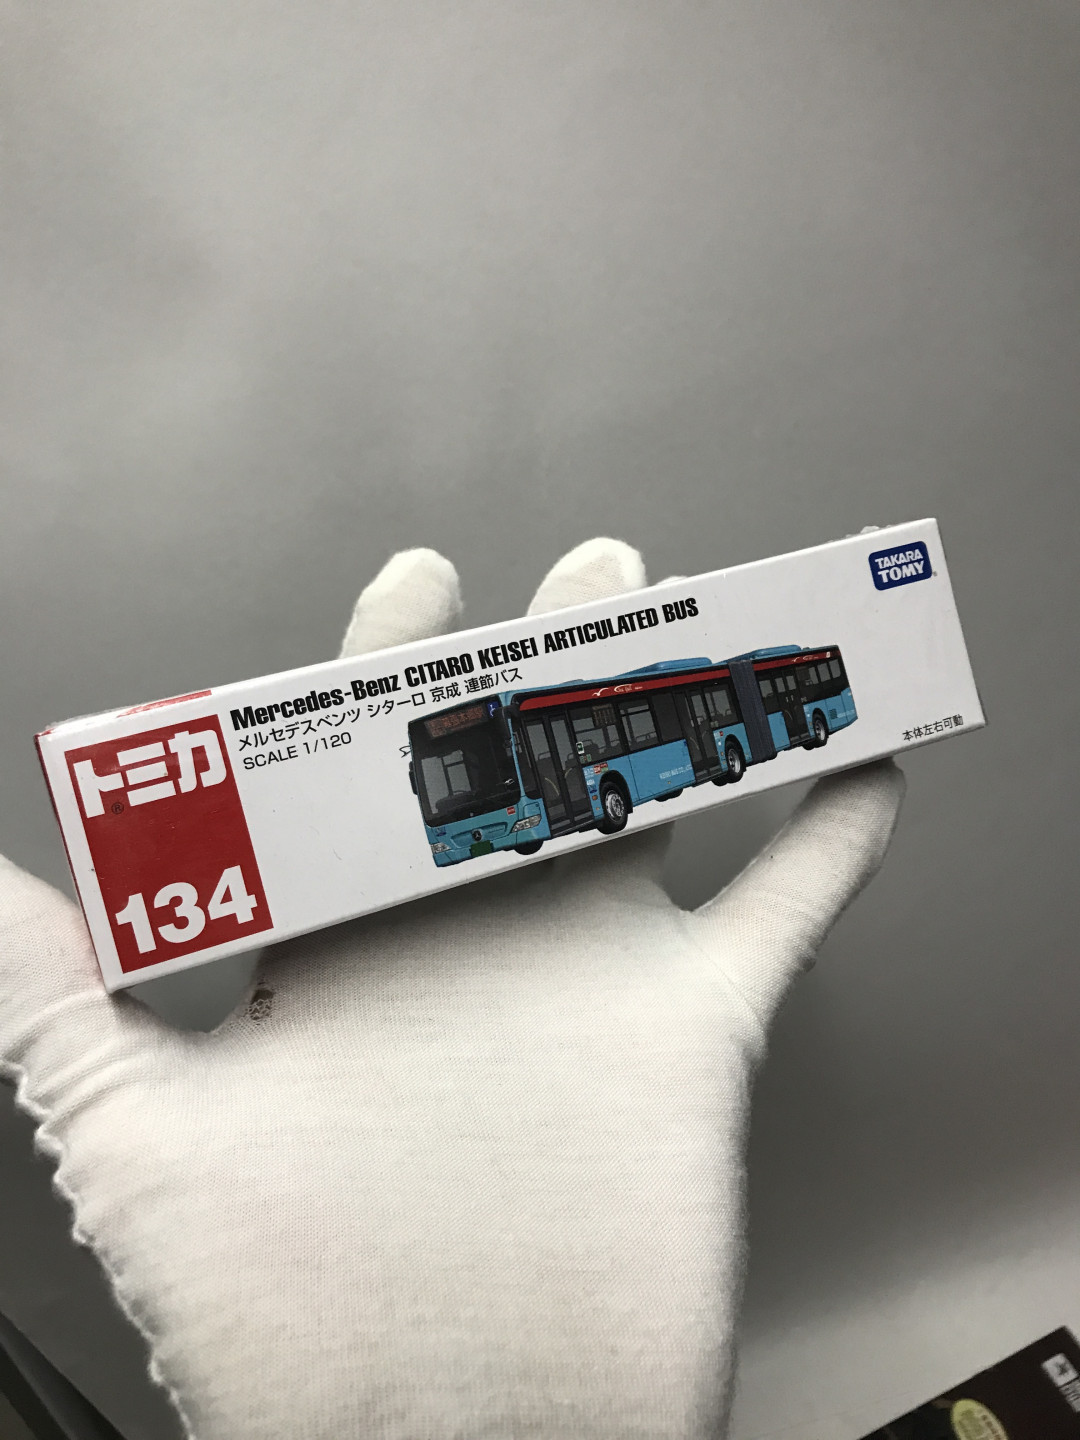 Mercedes-Benz CITARO KEISEI ARTICULATED BUS
メルセデスベンツ シターロ 京成 連節バス
SCALE 1/120
TAKARA
TOMY
トミカ
®
134
本体左右可動